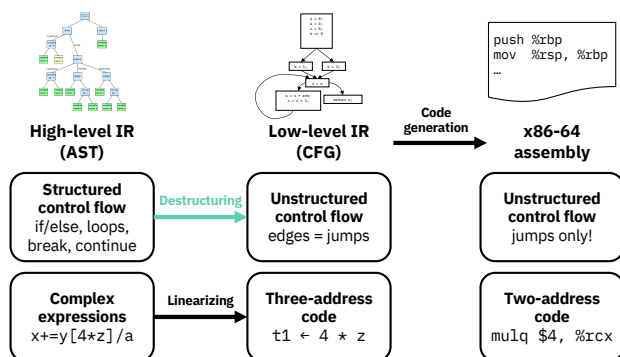 push %rbp
mov %rsp, %rbp
…
High-level IR
(AST)
Low-level IR
(CFG)
Code
generation
x86-64
assembly
Structured
control flow
if/else, loops,
break, continue
Destructuring
Unstructured
control flow
edges = jumps
Unstructured
control flow
jumps only!
Complex
expressions
x+=y[4*z]/a
Linearizing
Three-address
code
t1 ← 4 * z
Two-address
code
mulq $4, %rcx